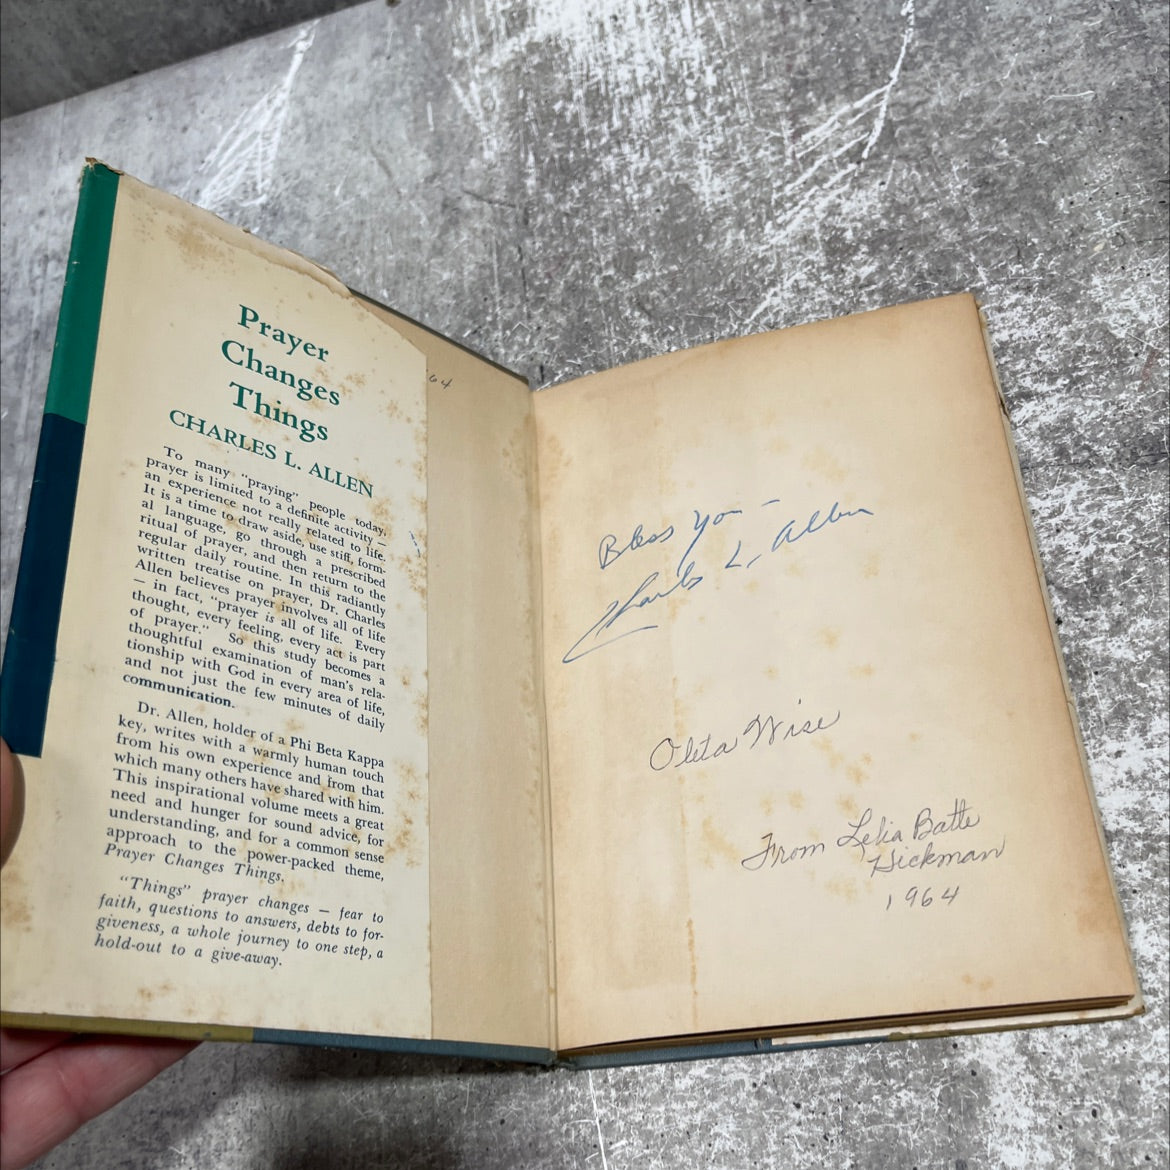 Prayer
Changes
Things
CHARLES L. ALLEN
To many "praying" people today,
prayer is limited to a definite activity —
an experience not really related to life.
It is a time to draw aside, use stiff, form-
al language, go through a prescribed
ritual of prayer, and then return to the
regular daily routine. In this radiantly
written treatise on prayer, Dr. Charles
Allen believes prayer involves all of life
— in fact, "prayer is all of life. Every
thought, every feeling, every act is part
of prayer." So this study becomes a
thoughtful examination of man's rela-
tionship with God in every area of life,
and not just the few minutes of daily
communication.
Dr. Allen, holder of a Phi Beta Kappa
key, writes with a warmly human touch
from his own experience and from that
which many others have shared with him.
This inspirational volume meets a great
need and hunger for sound advice, for
understanding, and for a common sense
approach to the power-packed theme,
Prayer Changes Things.
"Things" prayer changes — fear to
faith, questions to answers, debts to for-
giveness, a whole journey to one step, a
hold-out to a give-away.
64
Bless You —
Charles L. Allen
Oleta Wise
From Lelia Batte
Hickman
1964